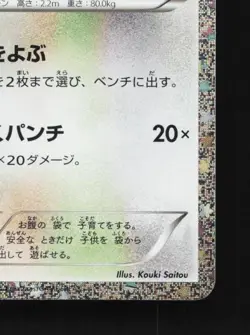 ン 高さ：2.2m 重さ：80.0kg
をよぶ
を2枚まで選び、ベンチに出す。
パンチ 20×
×20ダメージ。
お腹の 袋で 子育てをする。
安全な ときだけ 子供を 袋から
出して 遊ばせる。
Illus. Kouki Saitou